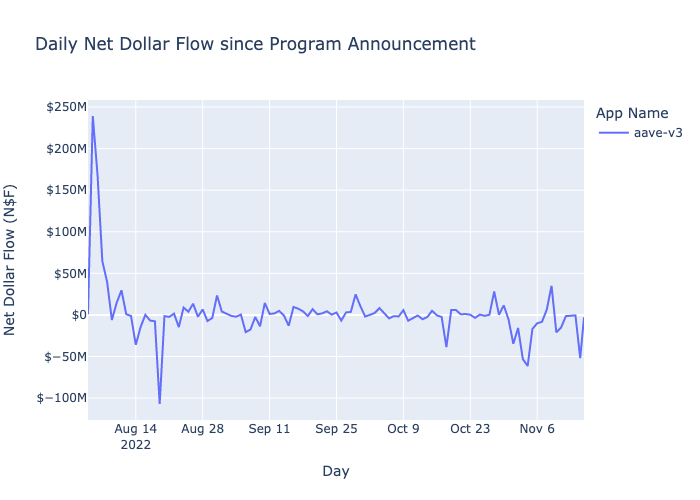 Daily Net Dollar Flow since Program Announcement
Net Dollar Flow (N$F)
$250M
$200M
$150M
$100M
$50M
$0
$−50M
$−100M
Aug 14
2022
Aug 28
Sep 11
Sep 25
Oct 9
Oct 23
Nov 6
Day
App Name
aave-v3